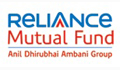 RELIANCE
Mutual Fund
Anil Dhirubhai Ambani Group